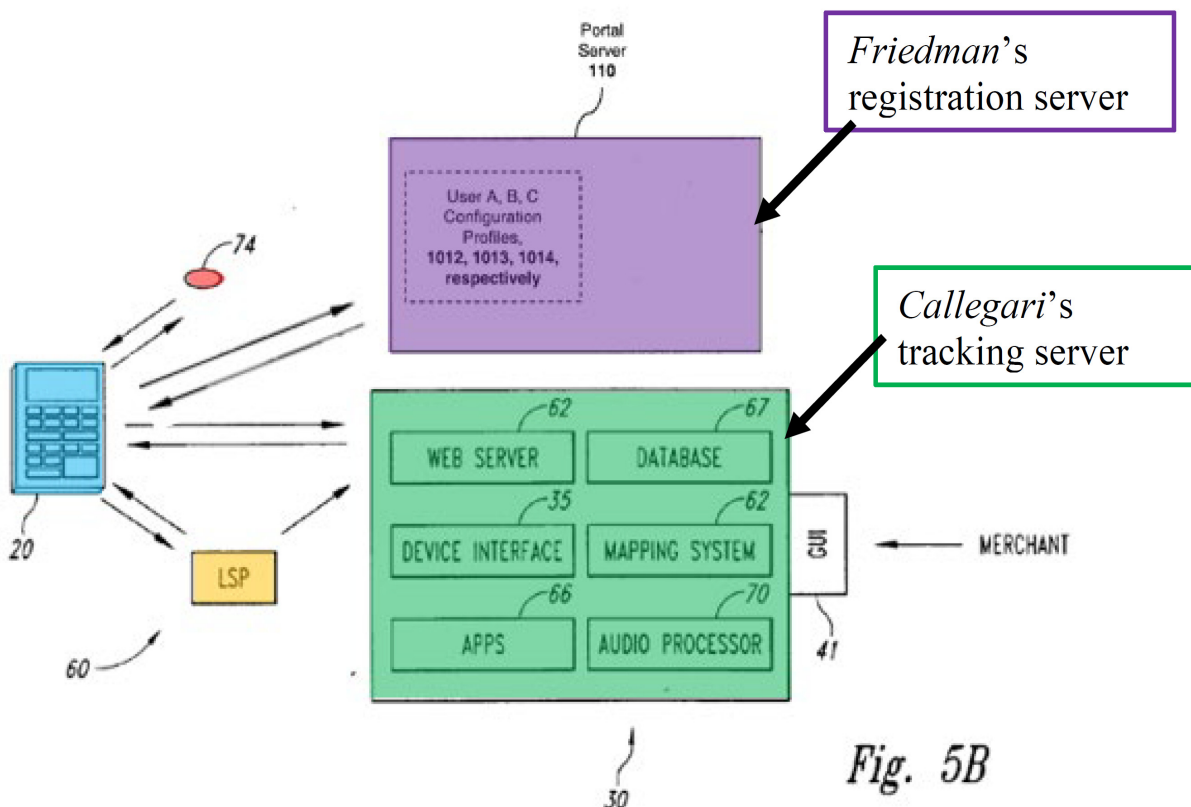 Portal
Server
110
Friedman's
registration server
User A, B, C
Configuration
Profiles,
1012, 1013, 1014,
respectively
74
Callegari's
tracking server
62
67
WEB SERVER
DATABASE
35
62
20
DEVICE INTERFACE
MAPPING SYSTEM
GUI
MERCHANT
LSP
66
70
41
60
APPS
AUDIO PROCESSOR
30
Fig. 5B